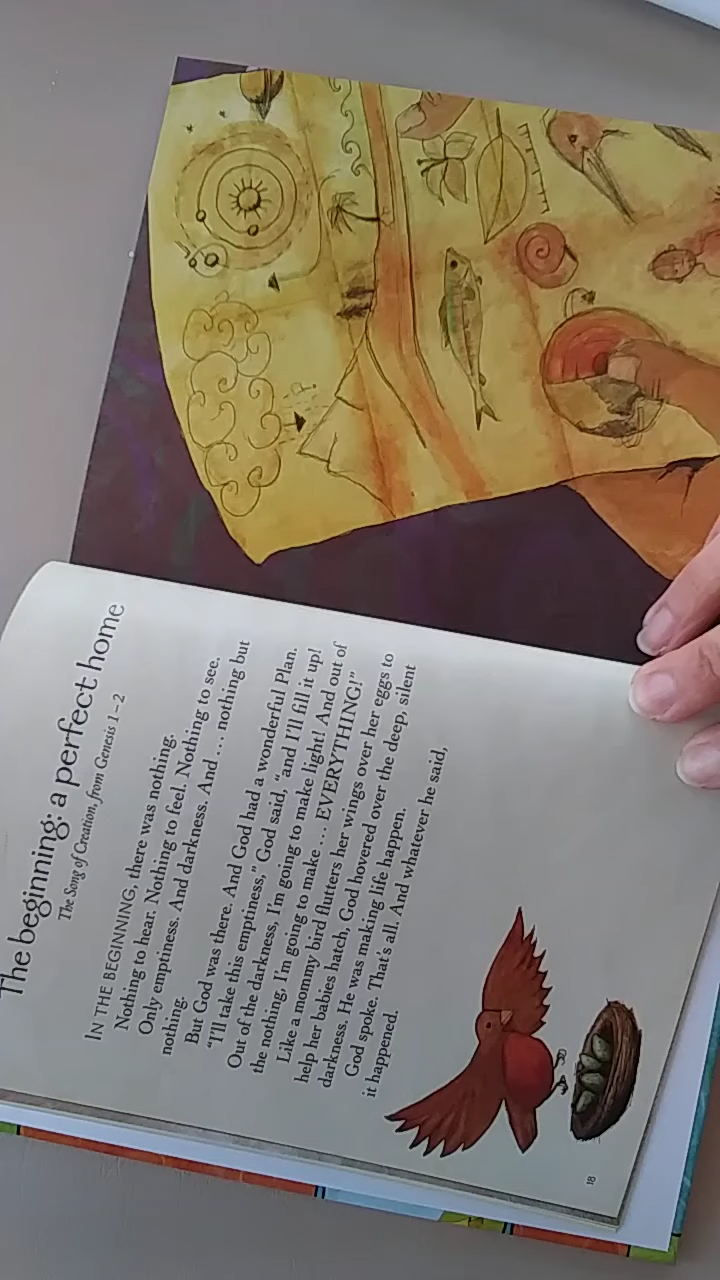 The beginning: a perfect home
The Song of Creation, from Genesis 1–2
IN THE BEGINNING, there was nothing.
Nothing to hear. Nothing to feel. Nothing to see.
Only emptiness. And darkness. And … nothing but
nothing.
But God was there. And God had a wonderful Plan.
“I’ll take this emptiness,” God said, “and I’ll fill it up!
Out of the darkness, I’m going to make light! And out of
the nothing, I’m going to make … EVERYTHING!”
Like a mommy bird flutters her wings over her eggs to
help her babies hatch, God hovered over the deep, silent
darkness. He was making life happen.
God spoke. That’s all. And whatever he said,
it happened.
18